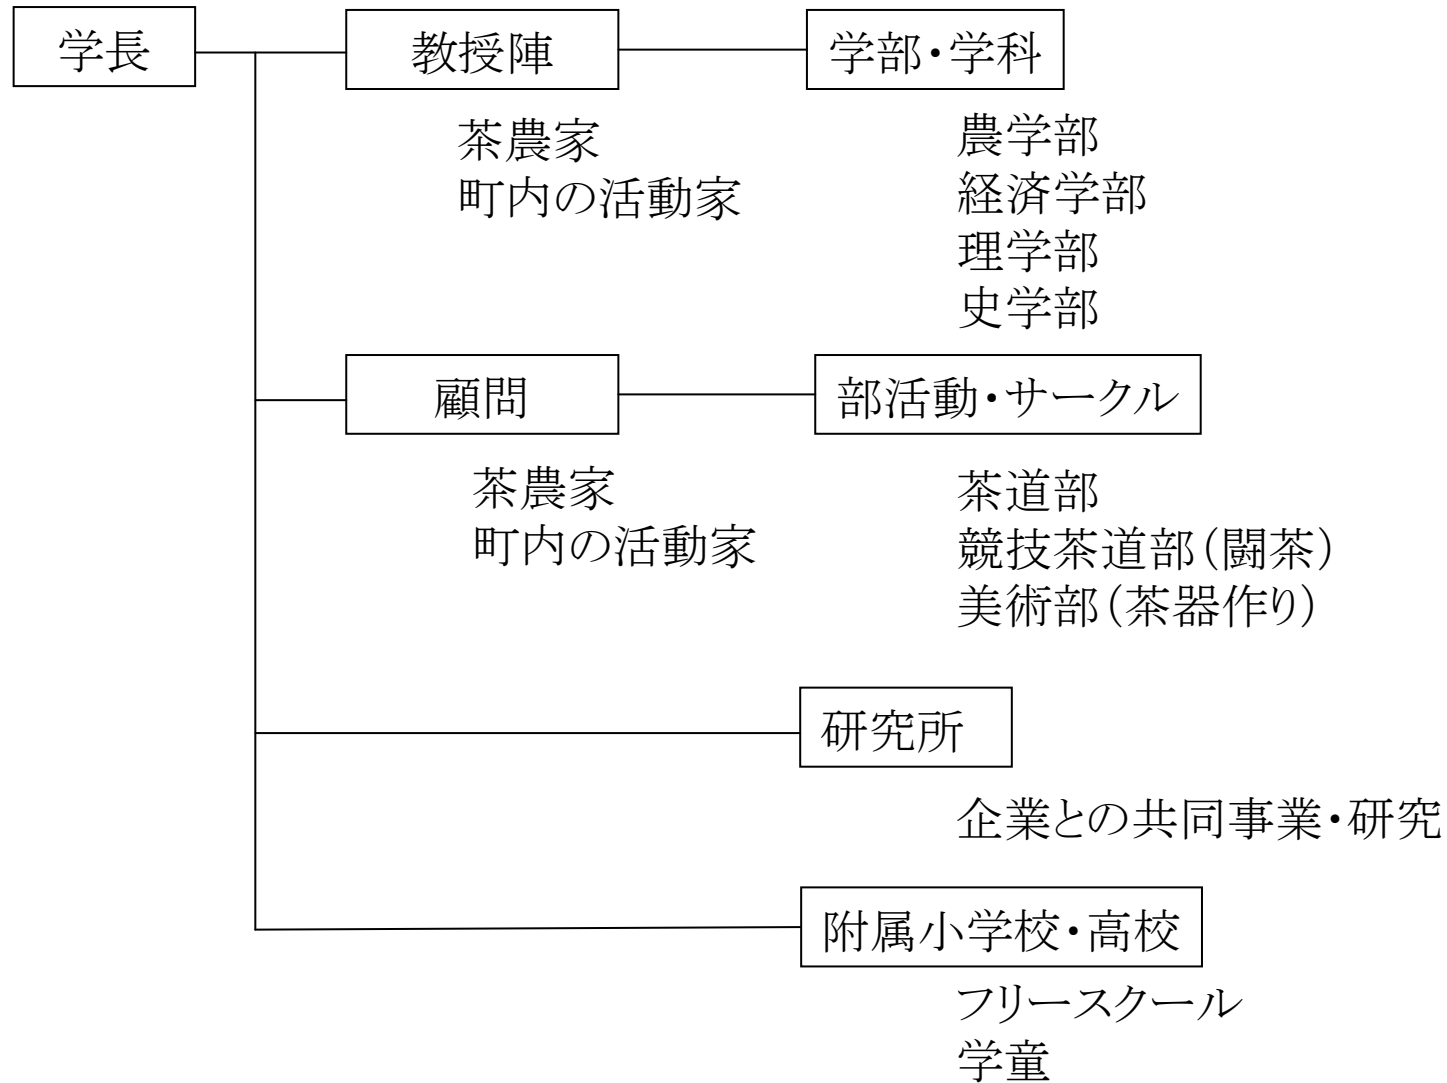 学長
教授陣
学部・学科
茶農家
町内の活動家
農学部
経済学部
理学部
史学部
顧問
部活動・サークル
茶農家
町内の活動家
茶道部
競技茶道部（闘茶）
美術部（茶器作り）
研究所
企業との共同事業・研究
附属小学校・高校
フリースクール
学童